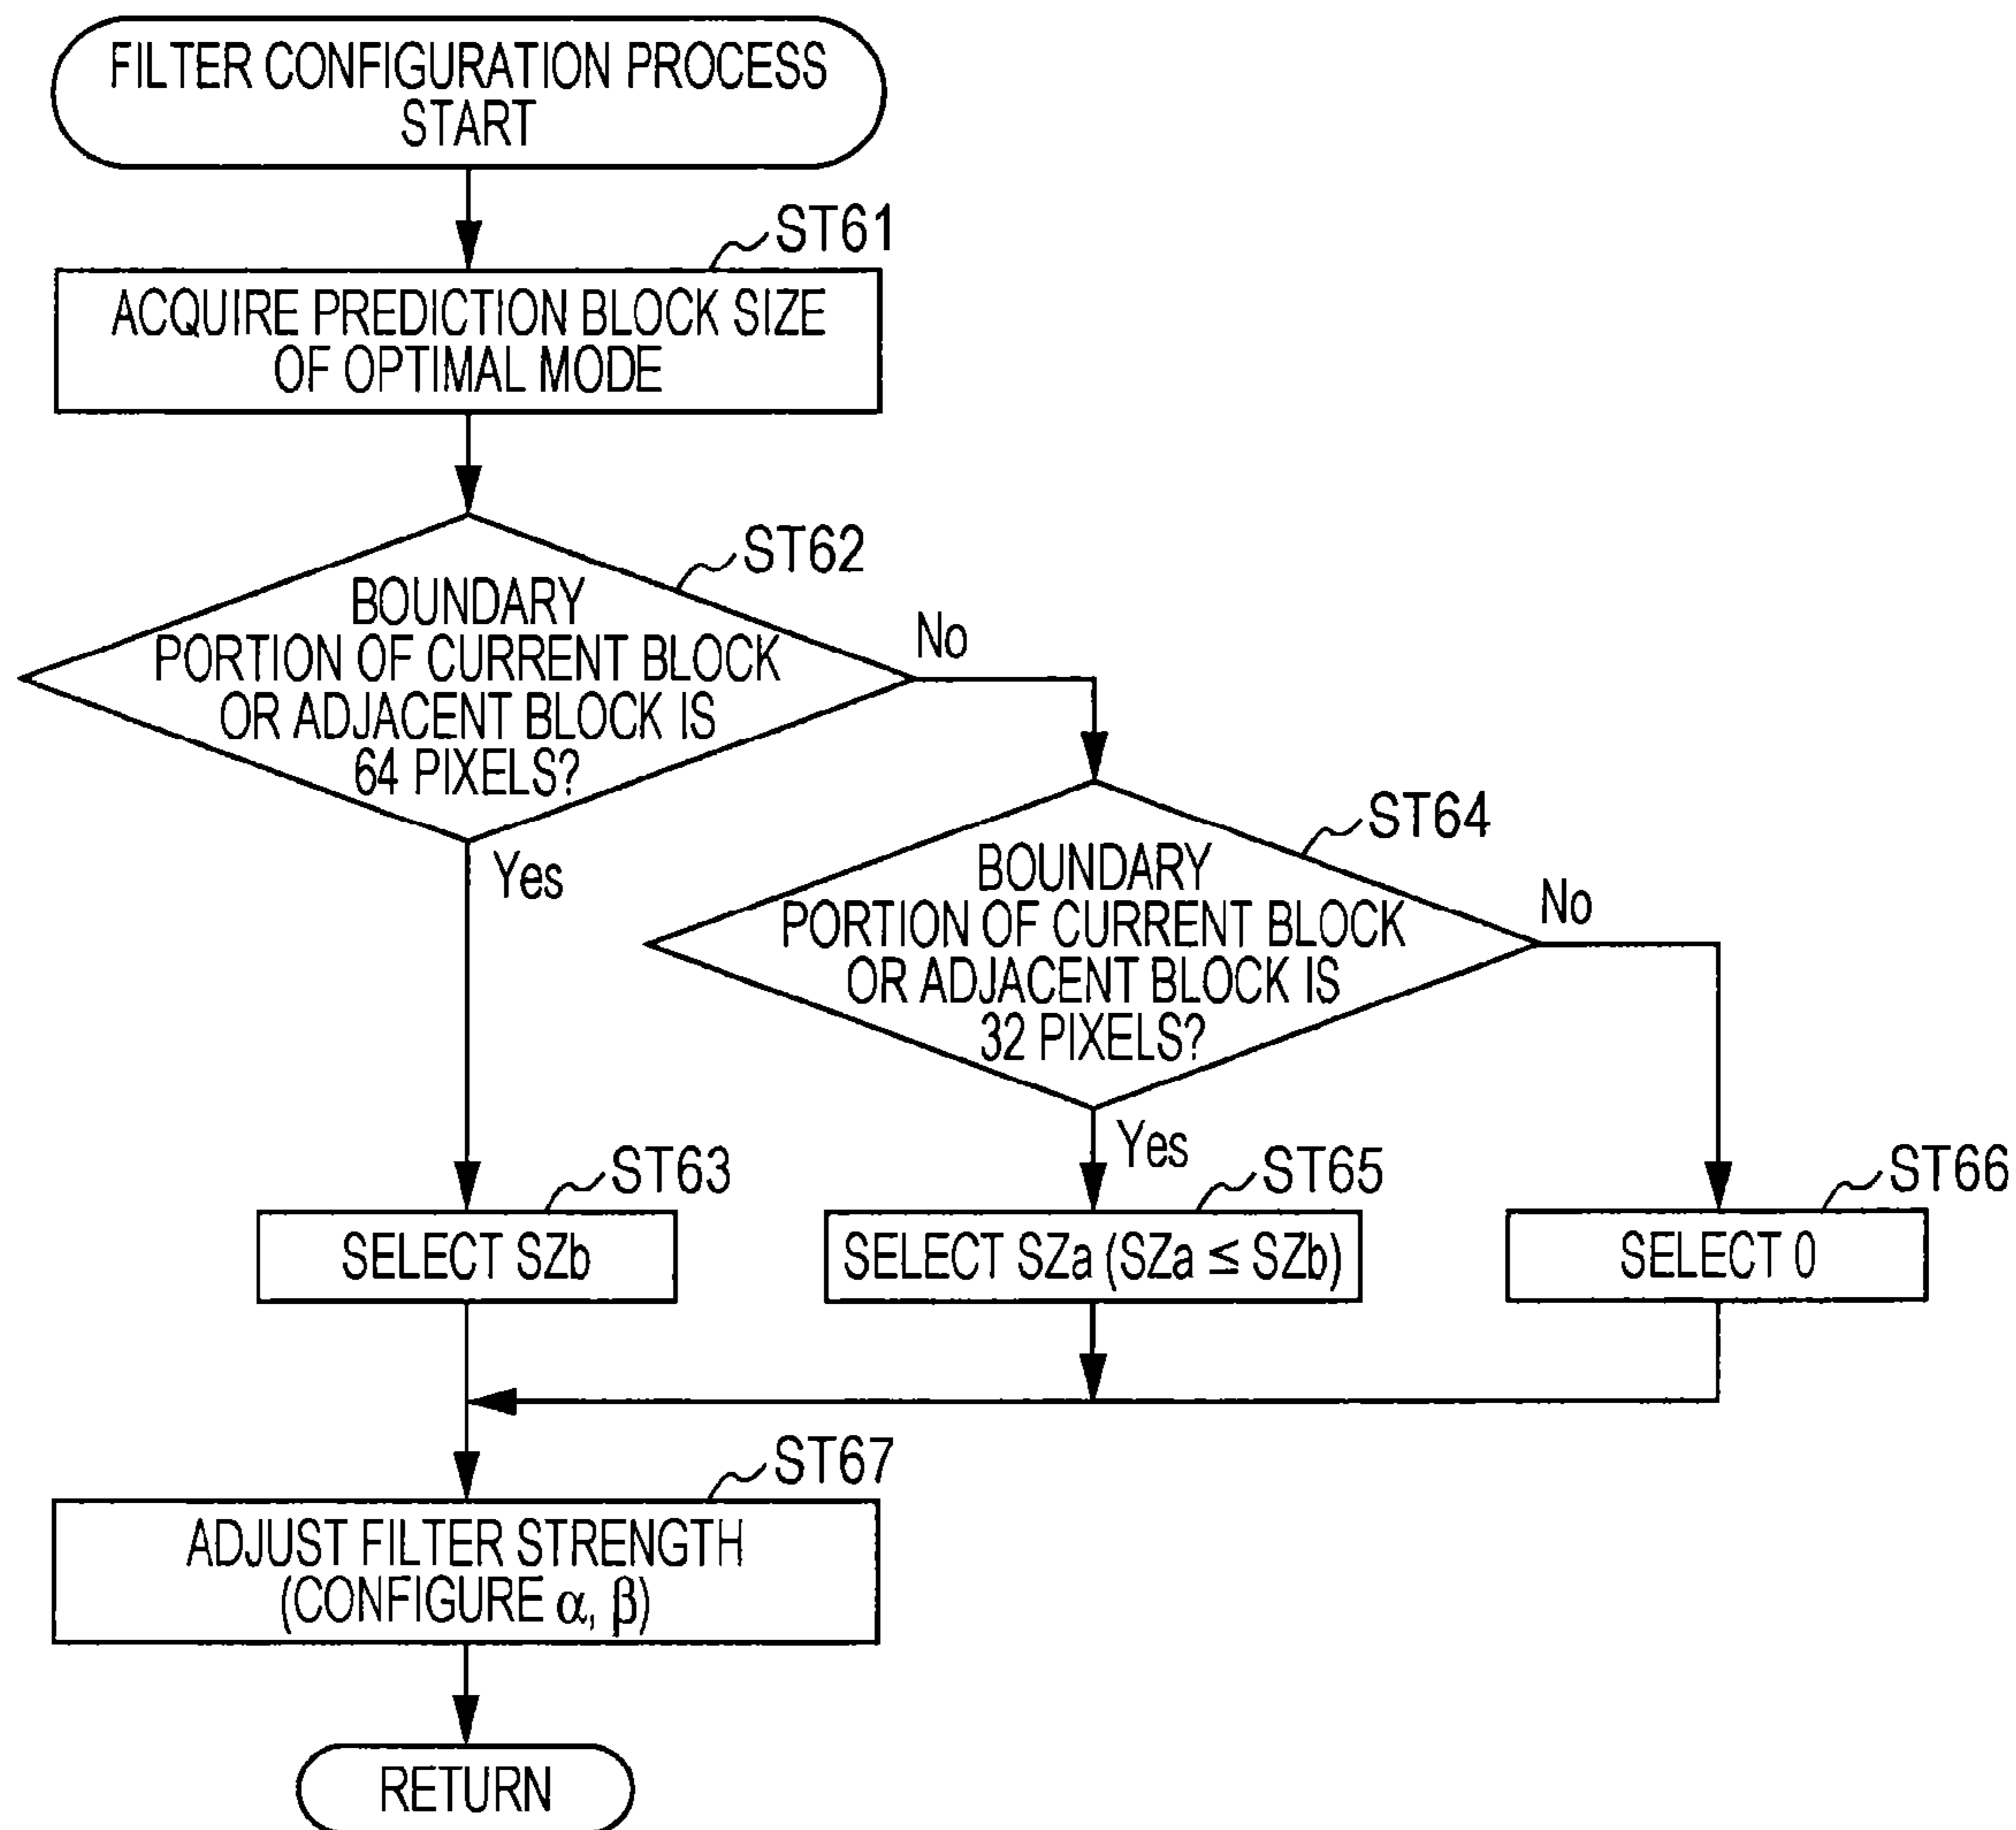 FILTER CONFIGURATION PROCESS
START
ST61
ACQUIRE PREDICTION BLOCK SIZE
OF OPTIMAL MODE
ST62
BOUNDARY
PORTION OF CURRENT BLOCK
OR ADJACENT BLOCK IS
64 PIXELS?
No
Yes
ST64
BOUNDARY
PORTION OF CURRENT BLOCK
OR ADJACENT BLOCK IS
32 PIXELS?
No
Yes
ST63
SELECT SZb
ST65
SELECT SZa (SZa ≤ SZb)
ST66
SELECT 0
ST67
ADJUST FILTER STRENGTH
(CONFIGURE α, β)
RETURN